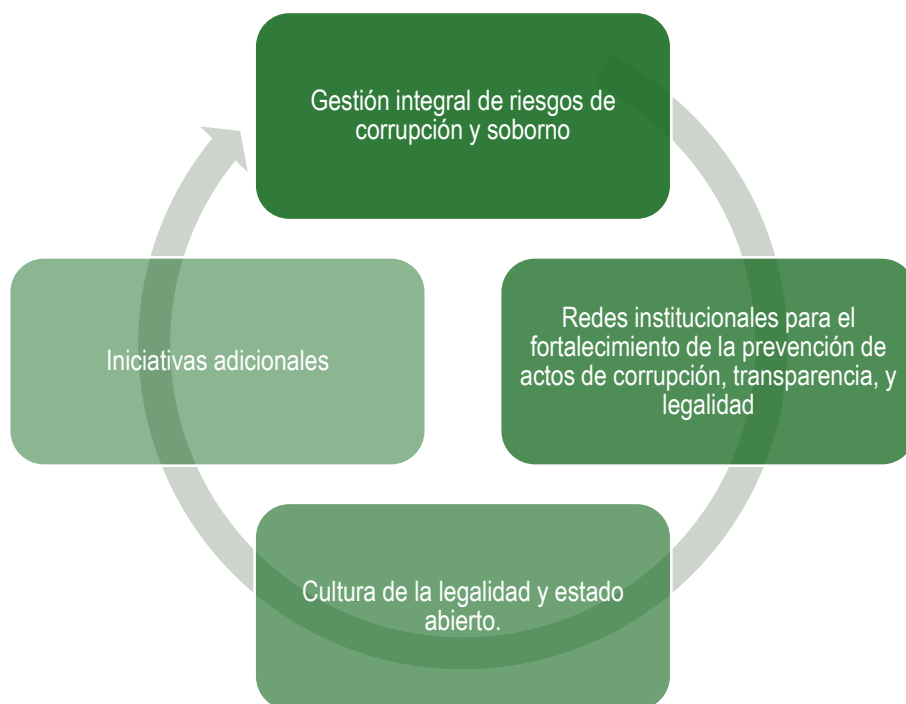 Gestión integral de riesgos de
corrupción y soborno
Redes institucionales para el
fortalecimiento de la prevención de
actos de corrupción, transparencia, y
legalidad
Iniciativas adicionales
Cultura de la legalidad y estado
abierto.